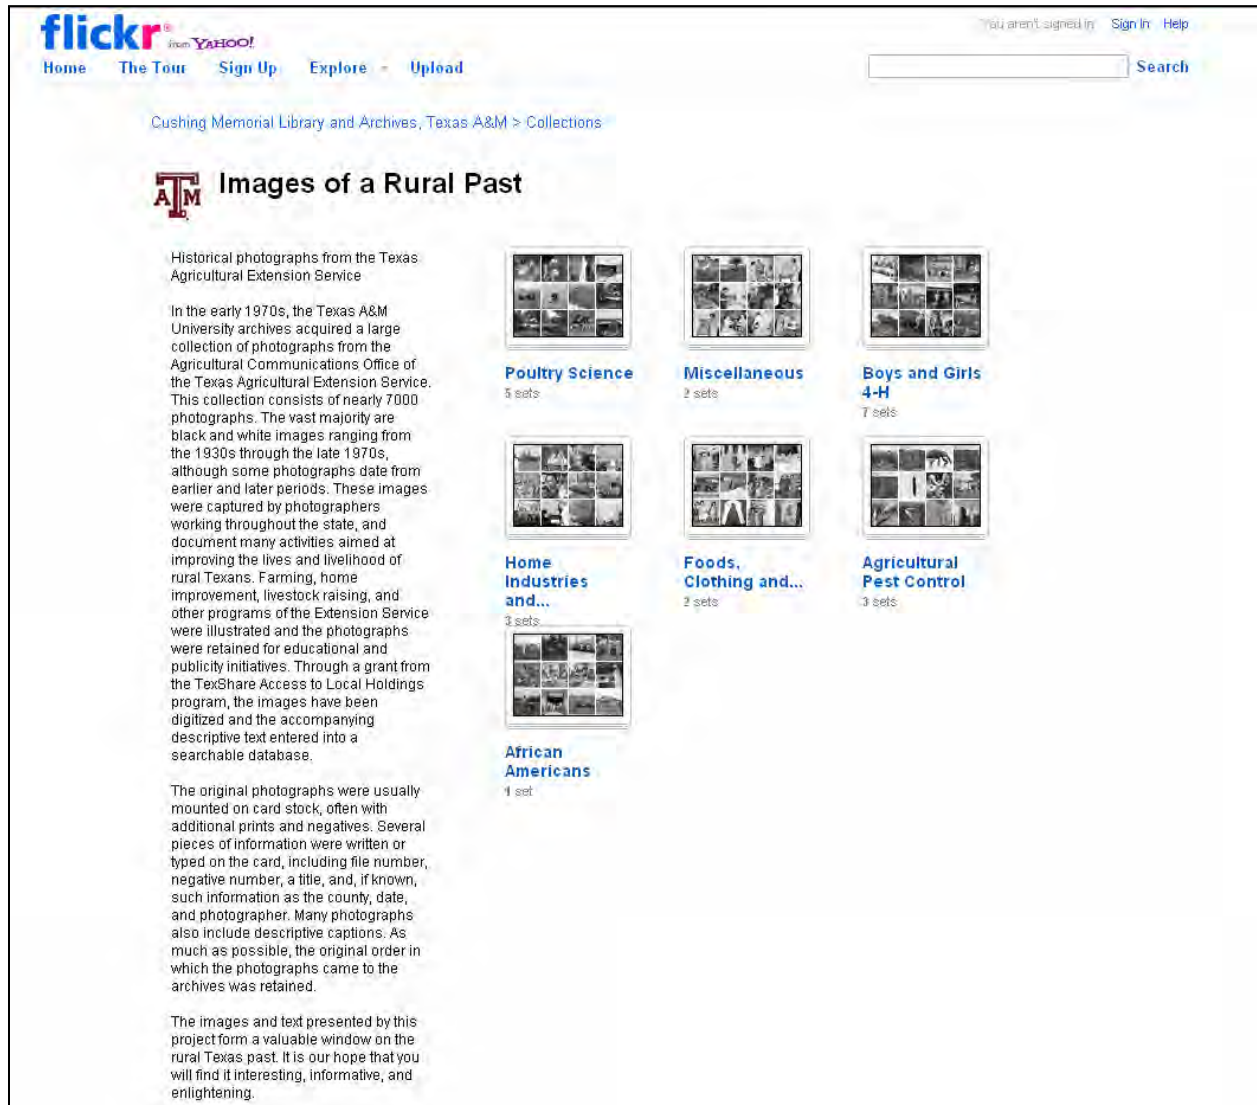 flickr from YAHOO!
You aren't signed in Sign In Help
Home The Tour Sign Up Explore Upload
Search
Cushing Memorial Library and Archives, Texas A&M > Collections
ATM Images of a Rural Past
Historical photographs from the Texas
Agricultural Extension Service
In the early 1970s, the Texas A&M
University archives acquired a large
collection of photographs from the
Agricultural Communications Office of
the Texas Agricultural Extension Service.
This collection consists of nearly 7000
photographs. The vast majority are
black and white images ranging from
the 1930s through the late 1970s,
although some photographs date from
earlier and later periods. These images
were captured by photographers
working throughout the state, and
document many activities aimed at
improving the lives and livelihood of
rural Texans. Farming, home
improvement, livestock raising, and
other programs of the Extension Service
were illustrated and the photographs
were retained for educational and
publicity initiatives. Through a grant from
the TexShare Access to Local Holdings
program, the images have been
digitized and the accompanying
descriptive text entered into a
searchable database.
The original photographs were usually
mounted on card stock, often with
additional prints and negatives. Several
pieces of information were written or
typed on the card, including file number,
negative number, a title, and, if known,
such information as the county, date,
and photographer. Many photographs
also include descriptive captions. As
much as possible, the original order in
which the photographs came to the
archives was retained.
The images and text presented by this
project form a valuable window on the
rural Texas past. It is our hope that you
will find it interesting, informative, and
enlightening.
Poultry Science
5 sets
Miscellaneous
2 sets
Boys and Girls
4-H
7 sets
Home
Industries
and...
3 sets
Foods,
Clothing and...
2 sets
Agricultural
Pest Control
3 sets
African
Americans
1 set